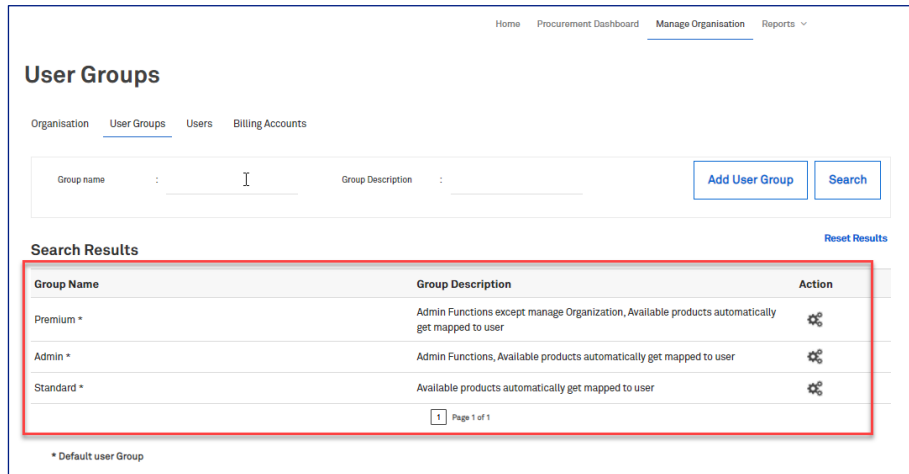 Home Procurement Dashboard Manage Organisation Reports
User Groups
Organisation User Groups Users Billing Accounts
Group name : Group Description : Add User Group Search
Reset Results
Search Results
Group Name Group Description Action
Premium * Admin Functions except manage Organization, Available products automatically
get mapped to user
Admin * Admin Functions, Available products automatically get mapped to user
Standard * Available products automatically get mapped to user
1 Page 1 of 1
* Default user Group